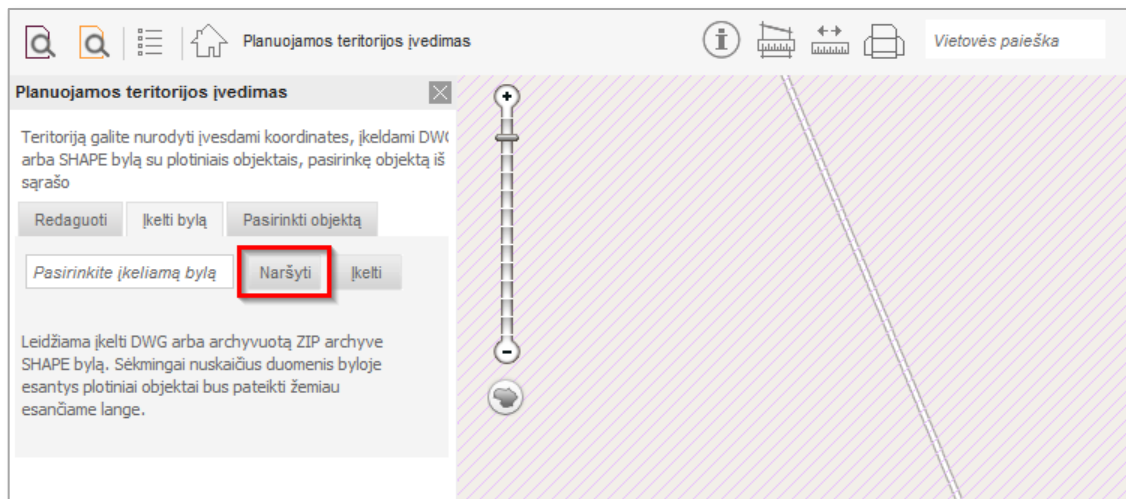 Planuojamos teritorijos įvedimas
Vietovės paieška
Planuojamos teritorijos įvedimas
Teritoriją galite nurodyti įvesdami koordinates, įkeldami DWG
arba SHAPE bylą su plotiniais objektais, pasirinkę objektą iš
sąrašo
Redaguoti
Įkelti bylą
Pasirinkti objektą
Pasirinkite įkeliamą bylą
Naršyti
Įkelti
Leidžiama įkelti DWG arba archyvuotą ZIP archyve
SHAPE bylą. Sėkmingai nuskaičius duomenis byloje
esantys plotiniai objektai bus pateikti žemiau
esančiame lange.